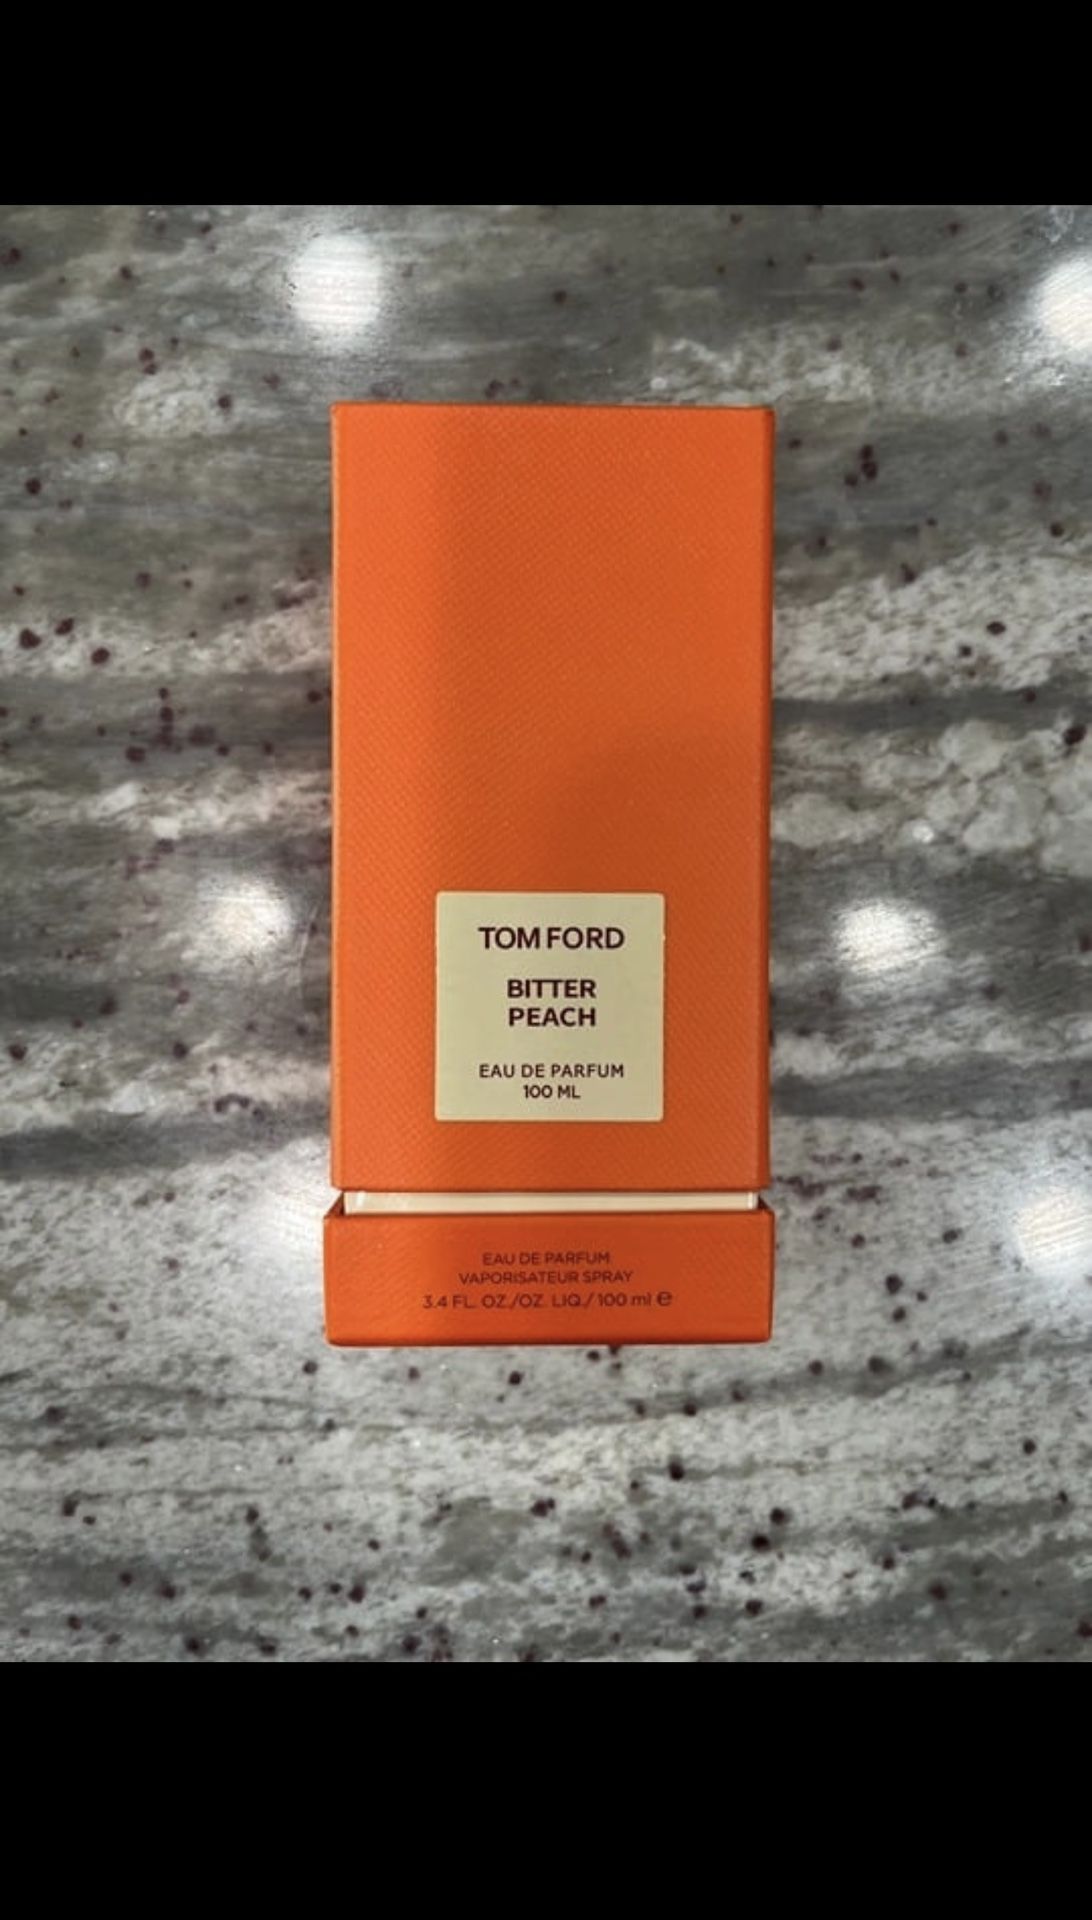 TOM FORD
BITTER
PEACH
EAU DE PARFUM
100 ML
EAU DE PARFUM
VAPORISATEUR SPRAY
3.4 FL. OZ./OZ. LIQ./ 100 ml ℮